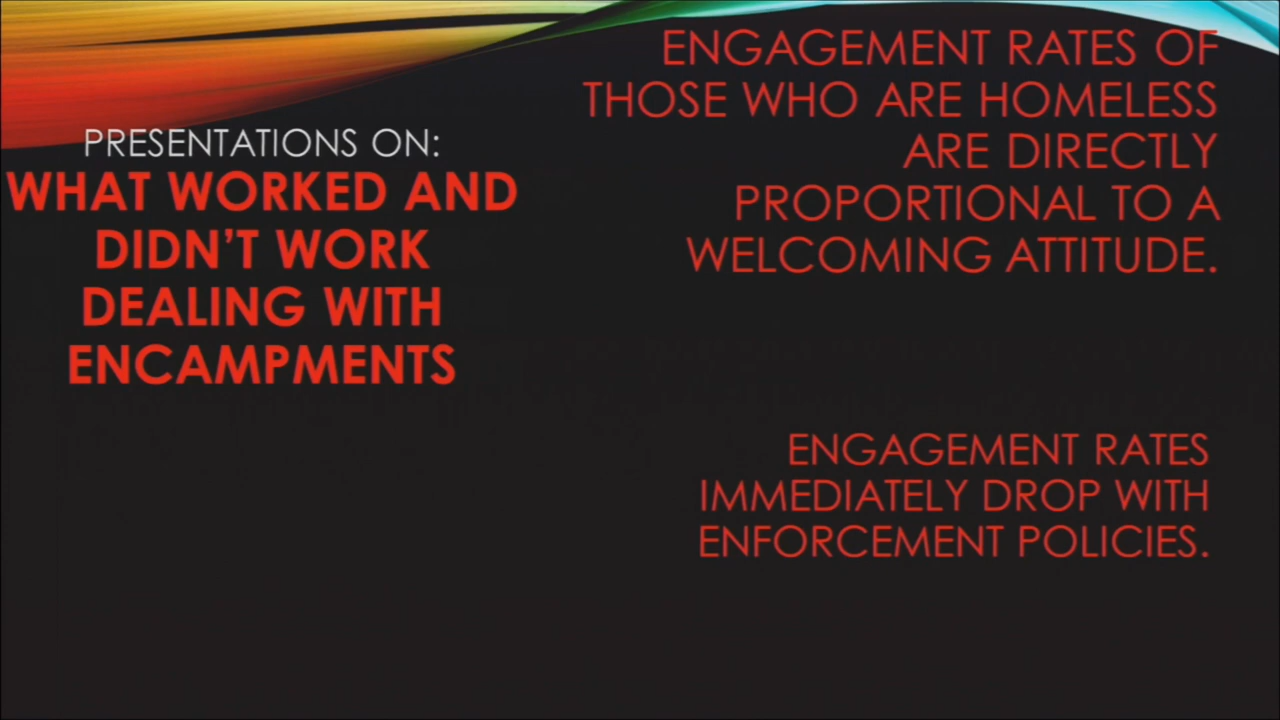 PRESENTATIONS ON:
WHAT WORKED AND
DIDN'T WORK
DEALING WITH
ENCAMPMENTS
ENGAGEMENT RATES OF
THOSE WHO ARE HOMELESS
ARE DIRECTLY
PROPORTIONAL TO A
WELCOMING ATTITUDE.
ENGAGEMENT RATES
IMMEDIATELY DROP WITH
ENFORCEMENT POLICIES.